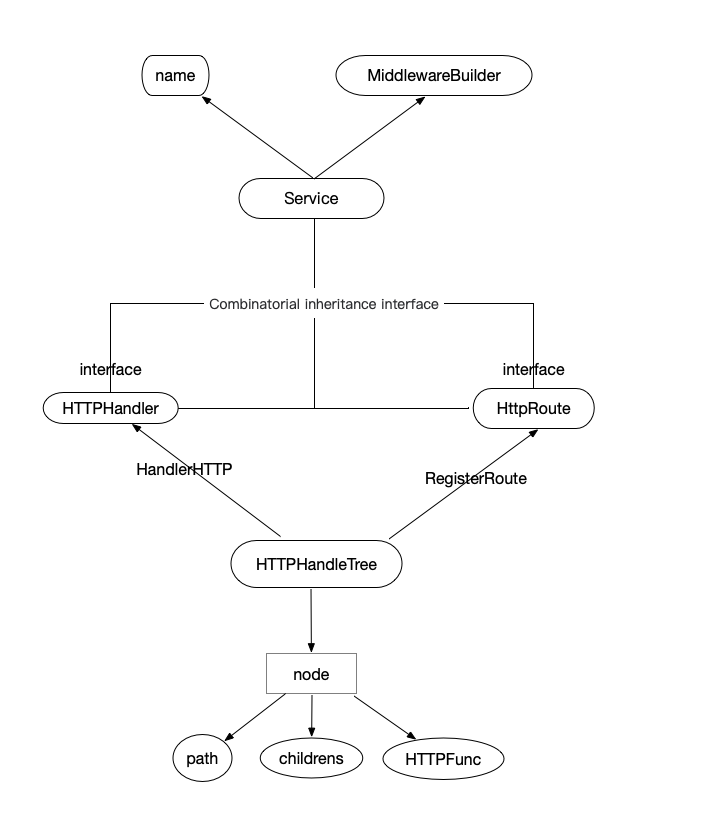 name
MiddlewareBuilder
Service
Combinatorial inheritance interface
interface
interface
HTTPHandler
HttpRoute
HandlerHTTP
RegisterRoute
HTTPHandleTree
node
path
childrens
HTTPFunc